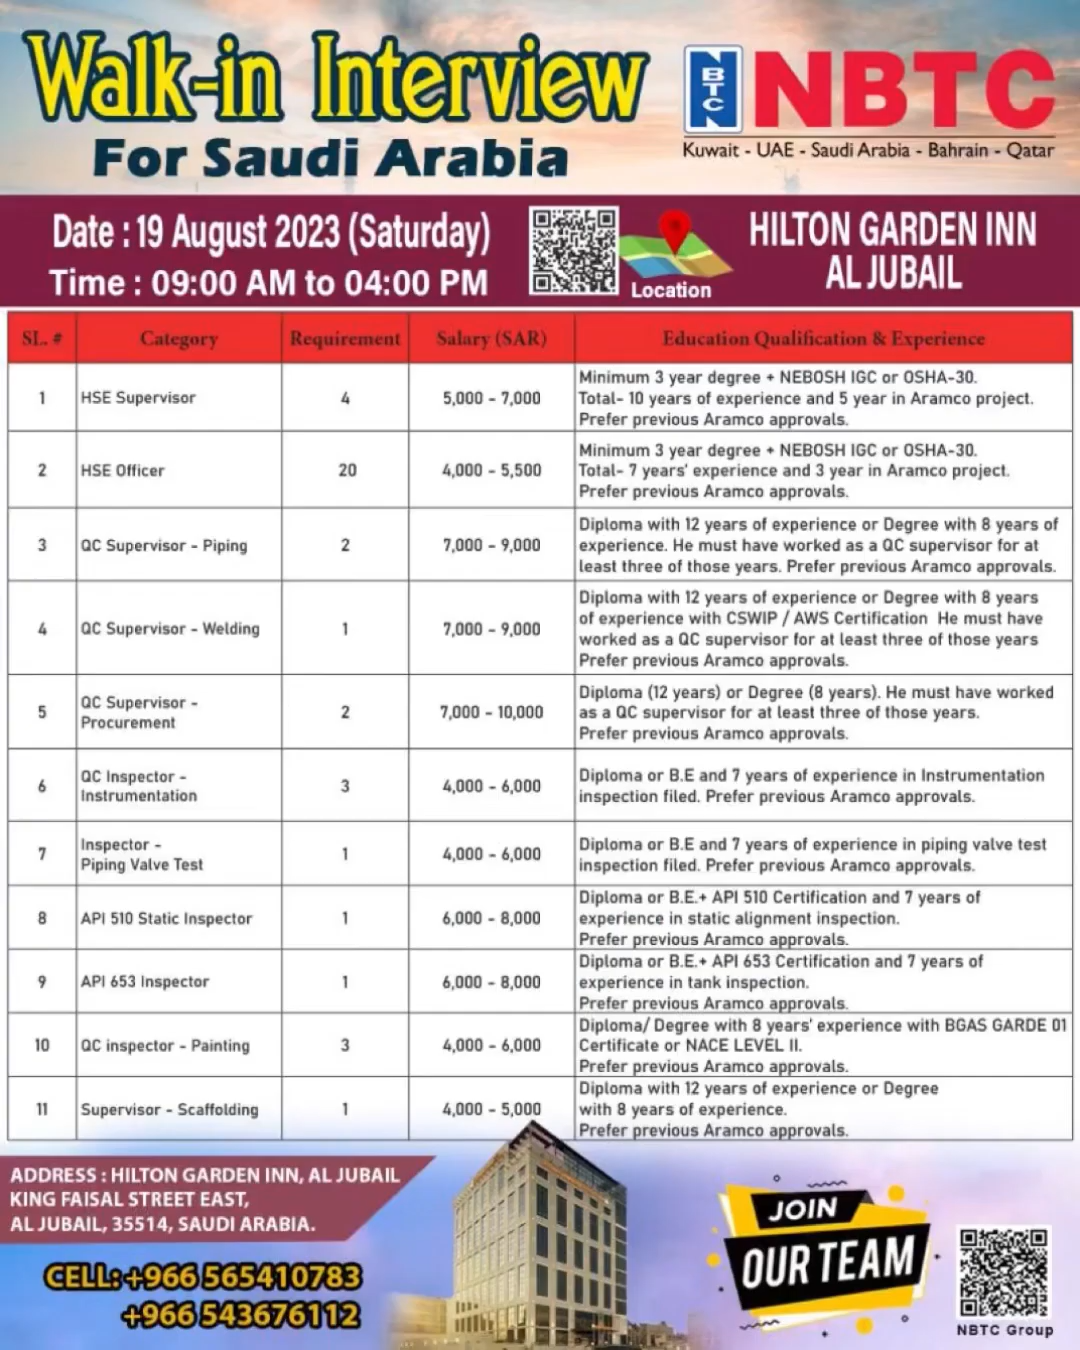 Walk-in Interview
For Saudi Arabia
NBTC
NBTC
Kuwait - UAE - Saudi Arabia - Bahrain - Qatar
Date : 19 August 2023 (Saturday)
Time : 09:00 AM to 04:00 PM
Location
HILTON GARDEN INN
AL JUBAIL
SL. # Category Requirement Salary (SAR) Education Qualification & Experience
1 HSE Supervisor 4 5,000 - 7,000
Minimum 3 year degree + NEBOSH IGC or OSHA-30.
Total- 10 years of experience and 5 year in Aramco project.
Prefer previous Aramco approvals.
2 HSE Officer 20 4,000 - 5,500
Minimum 3 year degree + NEBOSH IGC or OSHA-30.
Total- 7 years' experience and 3 year in Aramco project.
Prefer previous Aramco approvals.
3 QC Supervisor - Piping 2 7,000 - 9,000
Diploma with 12 years of experience or Degree with 8 years of
experience. He must have worked as a QC supervisor for at
least three of those years. Prefer previous Aramco approvals.
4 QC Supervisor - Welding 1 7,000 - 9,000
Diploma with 12 years of experience or Degree with 8 years
of experience with CSWIP / AWS Certification He must have
worked as a QC supervisor for at least three of those years
Prefer previous Aramco approvals.
5 QC Supervisor -
Procurement 2 7,000 - 10,000
Diploma (12 years) or Degree (8 years). He must have worked
as a QC supervisor for at least three of those years.
Prefer previous Aramco approvals.
6 QC Inspector -
Instrumentation 3 4,000 - 6,000
Diploma or B.E and 7 years of experience in Instrumentation
inspection filed. Prefer previous Aramco approvals.
7 Inspector -
Piping Valve Test 1 4,000 - 6,000
Diploma or B.E and 7 years of experience in piping valve test
inspection filed. Prefer previous Aramco approvals.
8 API 510 Static Inspector 1 6,000 - 8,000
Diploma or B.E.+ API 510 Certification and 7 years of
experience in static alignment inspection.
Prefer previous Aramco approvals.
9 API 653 Inspector 1 6,000 - 8,000
Diploma or B.E.+ API 653 Certification and 7 years of
experience in tank inspection.
Prefer previous Aramco approvals.
10 QC inspector - Painting 3 4,000 - 6,000
Diploma/ Degree with 8 years' experience with BGAS GARDE 01
Certificate or NACE LEVEL II.
Prefer previous Aramco approvals.
11 Supervisor - Scaffolding 1 4,000 - 5,000
Diploma with 12 years of experience or Degree
with 8 years of experience.
Prefer previous Aramco approvals.
ADDRESS : HILTON GARDEN INN, AL JUBAIL
KING FAISAL STREET EAST,
AL JUBAIL, 35514, SAUDI ARABIA.
CELL: +966 565410783
+966 543676112
JOIN
OUR TEAM
NBTC Group